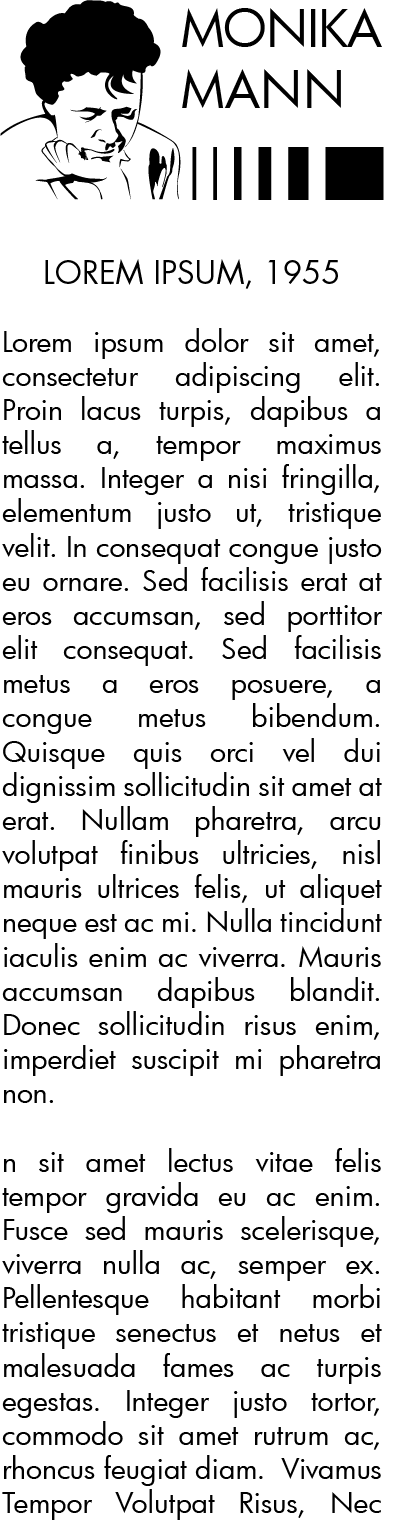 MONIKA
MANN
LOREM IPSUM, 1955
Lorem ipsum dolor sit amet,
consectetur adipiscing elit.
Proin lacus turpis, dapibus a
tellus a, tempor maximus
massa. Integer a nisi fringilla,
elementum justo ut, tristique
velit. In consequat congue justo
eu ornare. Sed facilisis erat at
eros accumsan, sed porttitor
elit consequat. Sed facilisis
metus a eros posuere, a
congue metus bibendum.
Quisque quis orci vel dui
dignissim sollicitudin sit amet at
erat. Nullam pharetra, arcu
volutpat finibus ultricies, nisl
mauris ultrices felis, ut aliquet
neque est ac mi. Nulla tincidunt
iaculis enim ac viverra. Mauris
accumsan dapibus blandit.
Donec sollicitudin risus enim,
imperdiet suscipit mi pharetra
non.
n sit amet lectus vitae felis
tempor gravida eu ac enim.
Fusce sed mauris scelerisque,
viverra nulla ac, semper ex.
Pellentesque habitant morbi
tristique senectus et netus et
malesuada fames ac turpis
egestas. Integer justo tortor,
commodo sit amet rutrum ac,
rhoncus feugiat diam. Vivamus
Tempor Volutpat Risus, Nec